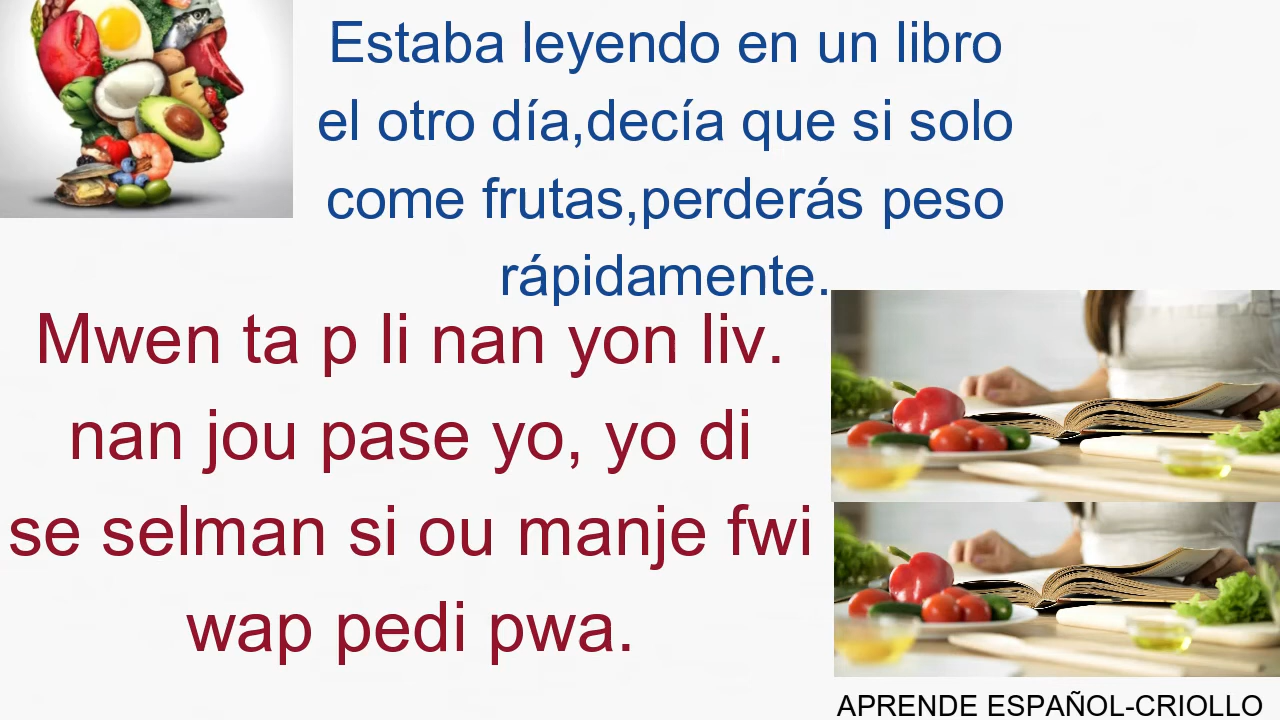 Estaba leyendo en un libro
el otro día,decía que si solo
come frutas,perderás peso
rápidamente.
Mwen ta p li nan yon liv.
nan jou pase yo, yo di
se selman si ou manje fwi
wap pedi pwa.
APRENDE ESPAÑOL-CRIOLLO